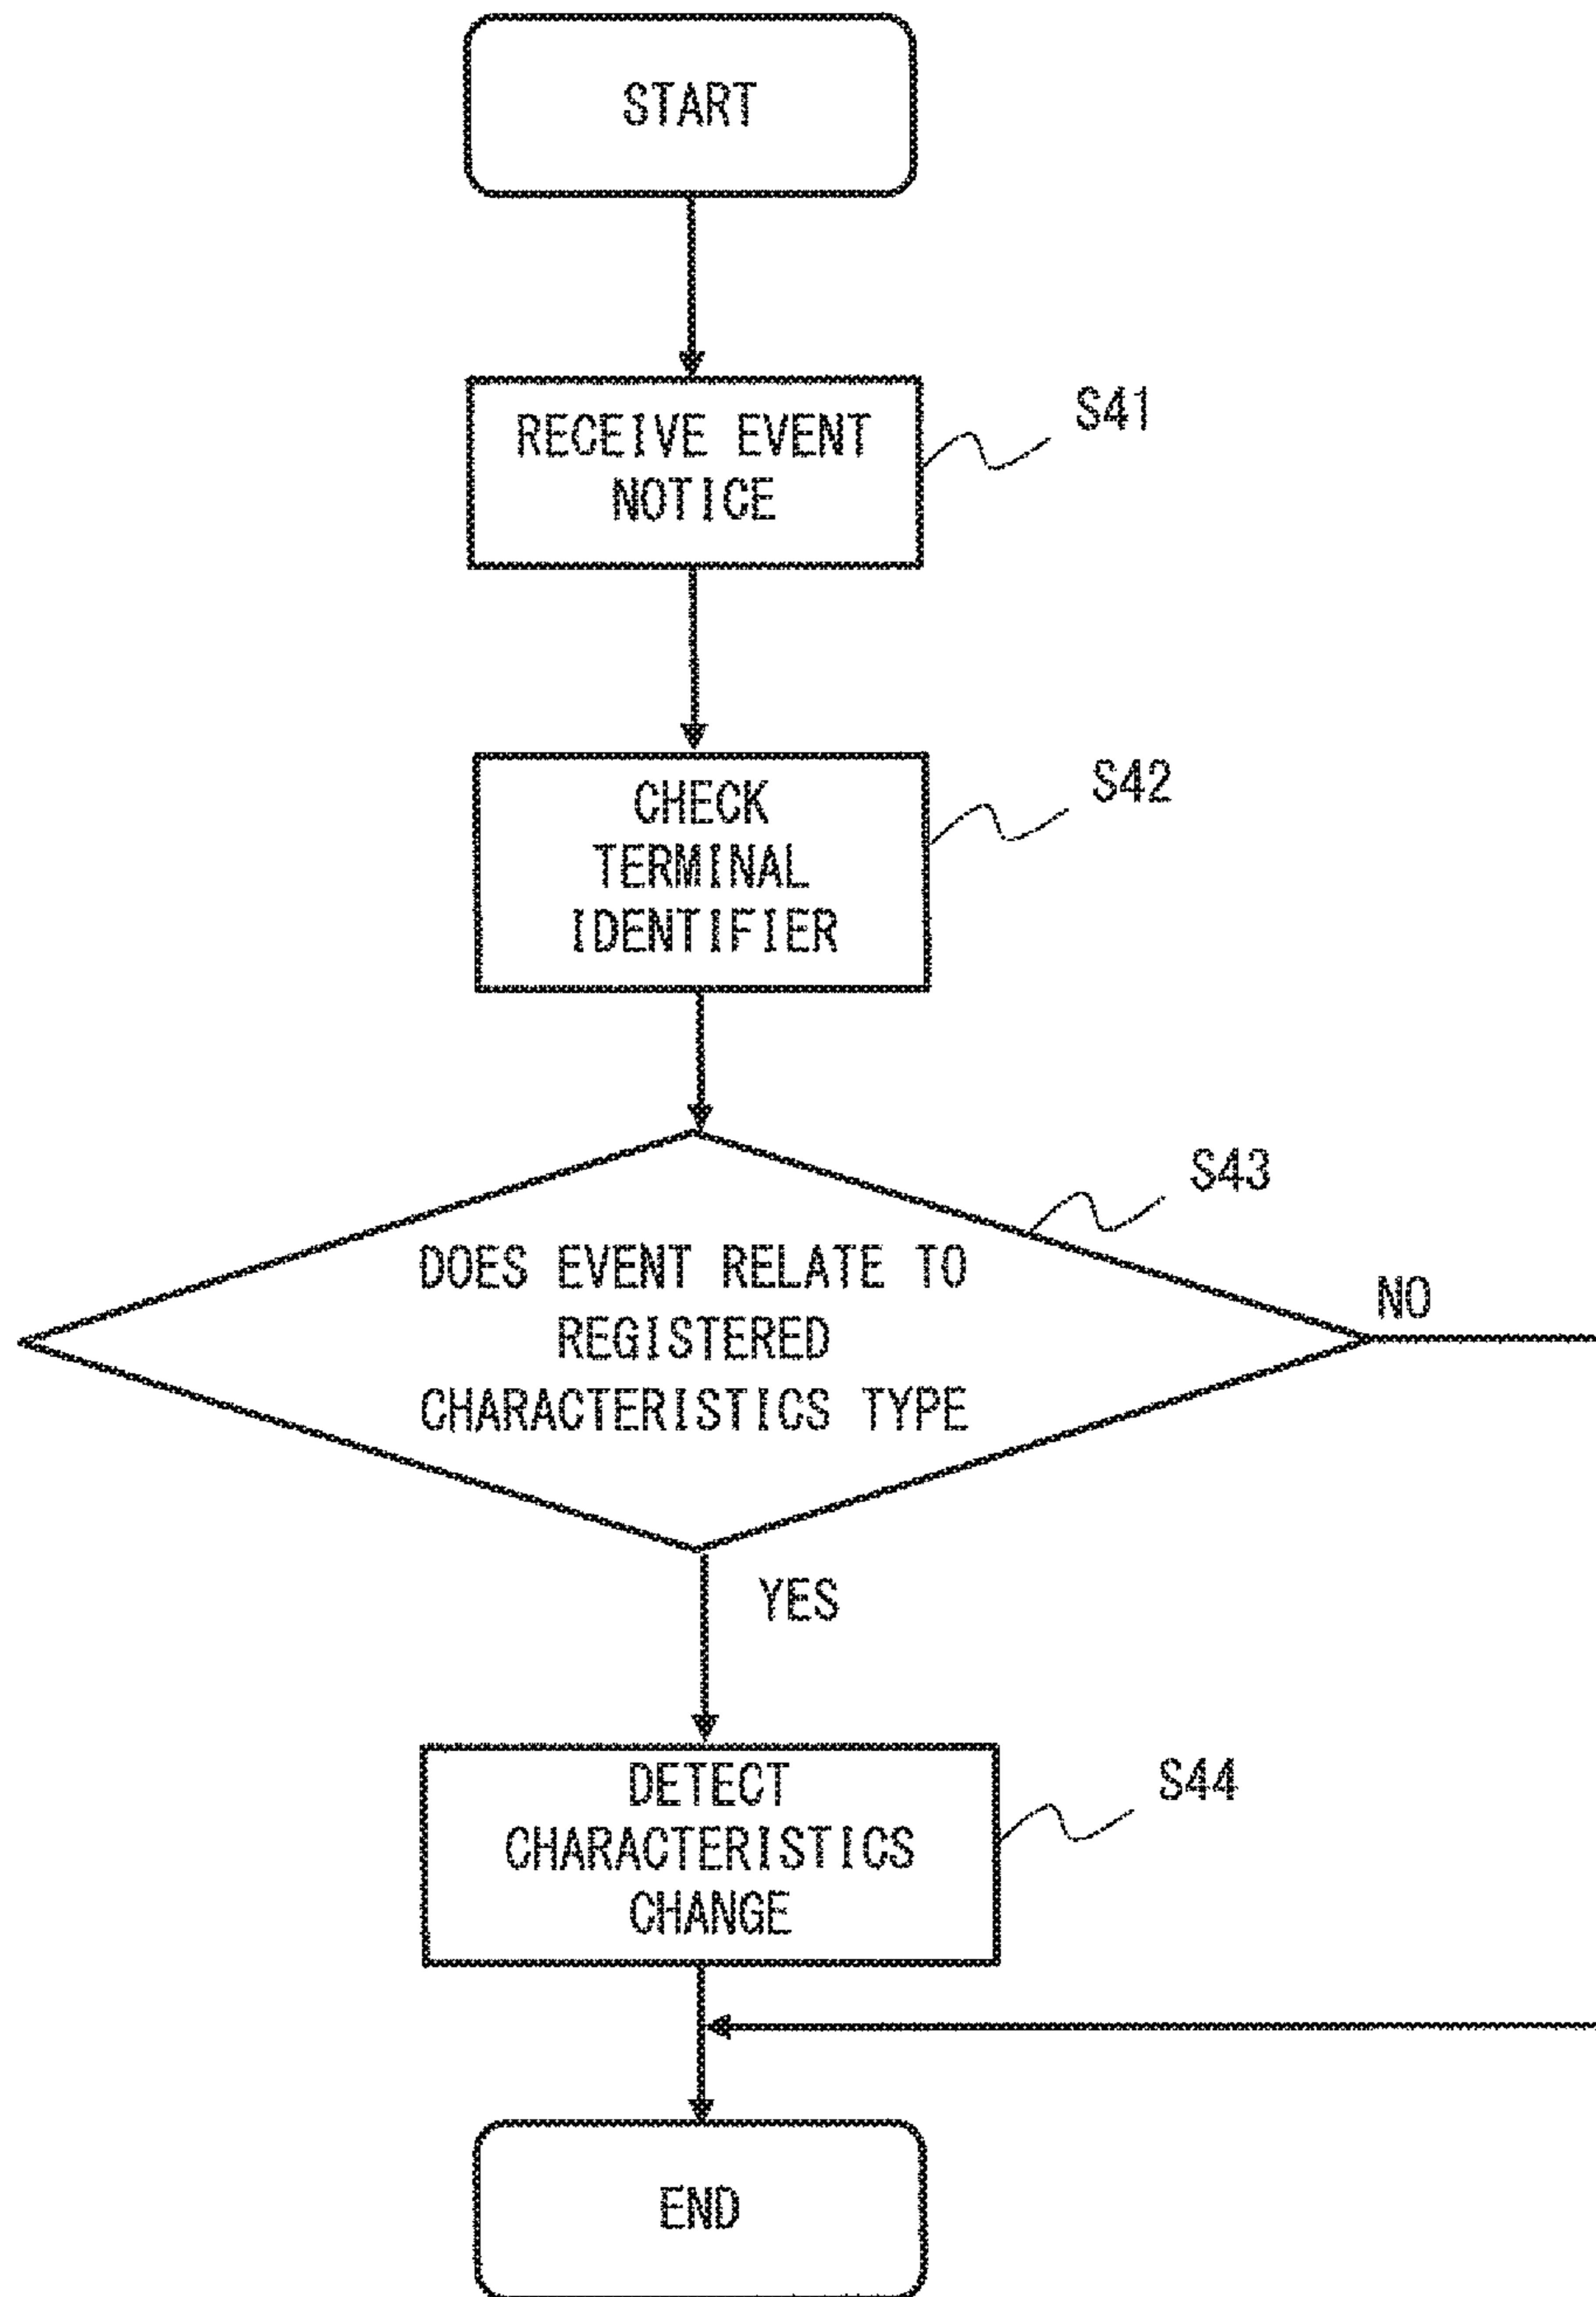 START
RECEIVE EVENT
NOTICE
S41
CHECK
TERMINAL
IDENTIFIER
S42
DOES EVENT RELATE TO
REGISTERED
CHARACTERISTICS TYPE
S43
NO
YES
DETECT
CHARACTERISTICS
CHANGE
S44
END